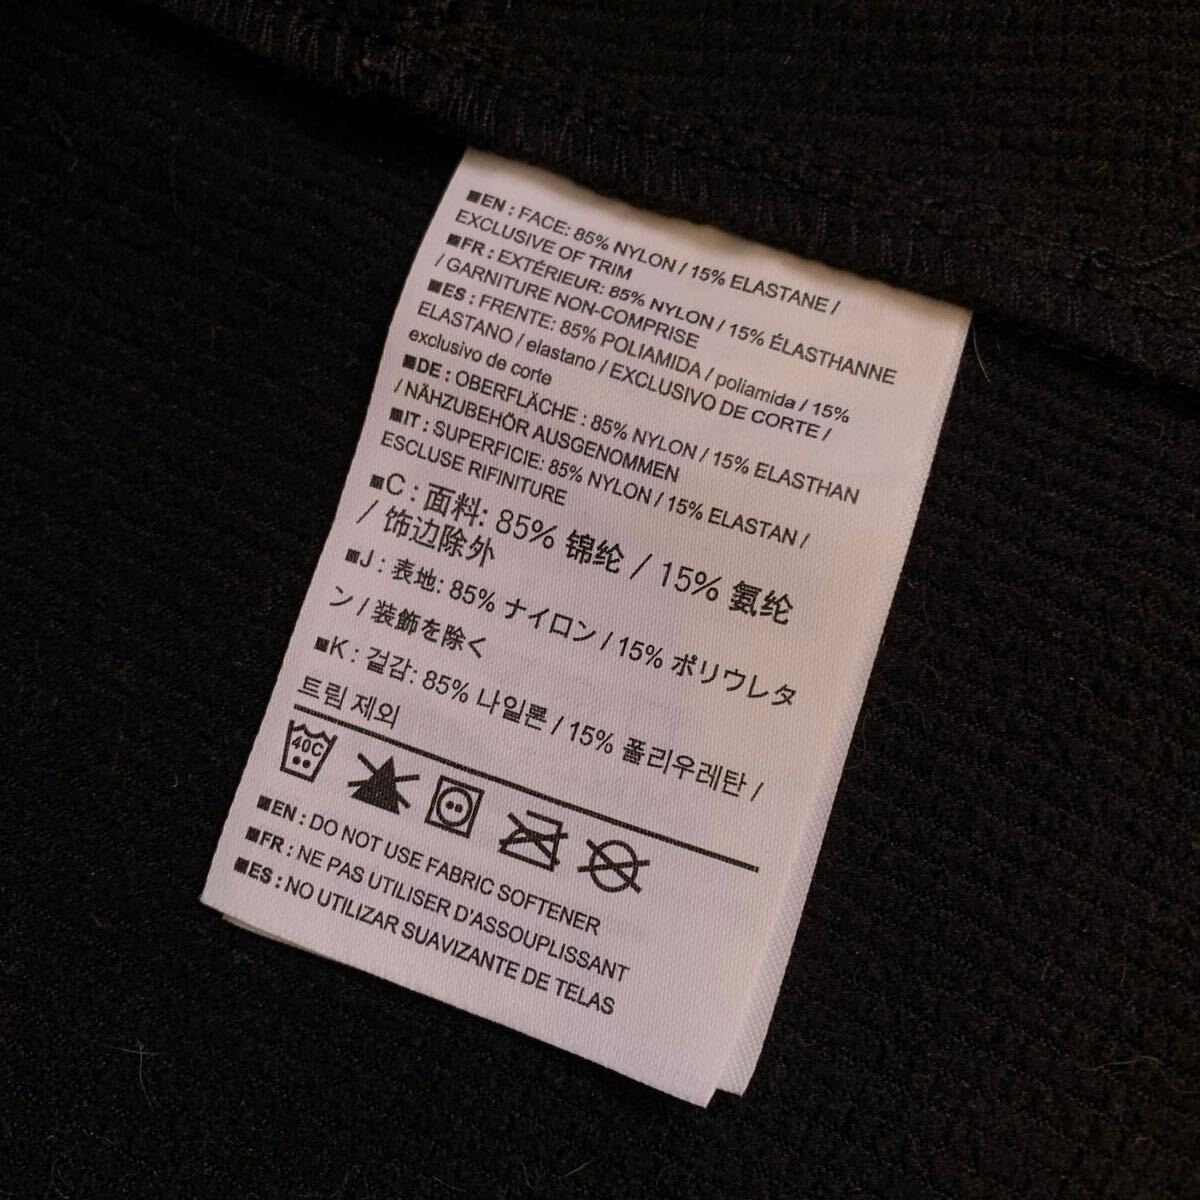 ■EN : FACE: 85% NYLON / 15% ELASTANE /
EXCLUSIVE OF TRIM
■FR : EXTÉRIEUR: 85% NYLON / 15% ÉLASTHANNE
/ GARNITURE NON-COMPRISE
■ES : FRENTE: 85% POLIAMIDA / poliamida / 15%
ELASTANO / elastano / EXCLUSIVO DE CORTE /
exclusivo de corte
■DE : OBERFLÄCHE : 85% NYLON / 15% ELASTHAN
/ NÄHZUBEHÖR AUSGENOMMEN
■IT : SUPERFICIE: 85% NYLON / 15% ELASTAN /
ESCLUSE RIFINITURE
■C : 面料: 85% 锦纶 / 15% 氨纶
/ 饰边除外
■J : 表地: 85% ナイロン / 15% ポリウレタ
ン / 装飾を除く
■K : 겉감: 85% 나일론 / 15% 폴리우레탄 /
트림 제외
40C
■EN : DO NOT USE FABRIC SOFTENER
■FR : NE PAS UTILISER D'ASSOUPLISSANT
■ES : NO UTILIZAR SUAVIZANTE DE TELAS